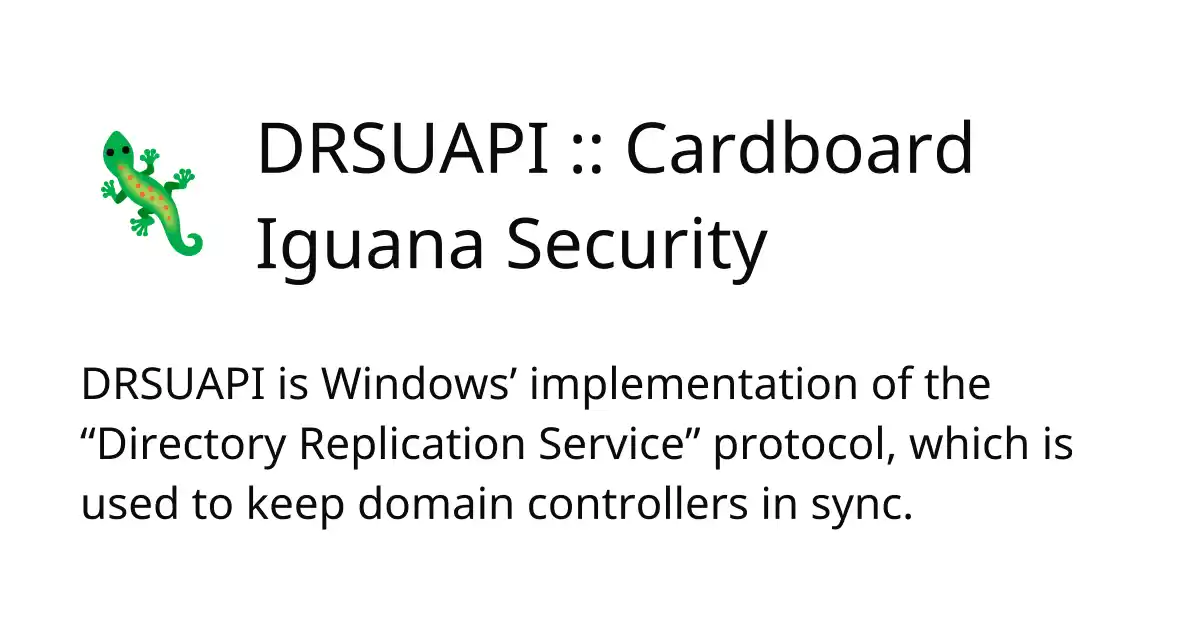 DRSUAPI :: Cardboard
Iguana Security
DRSUAPI is Windows’ implementation of the
“Directory Replication Service” protocol, which is
used to keep domain controllers in sync.